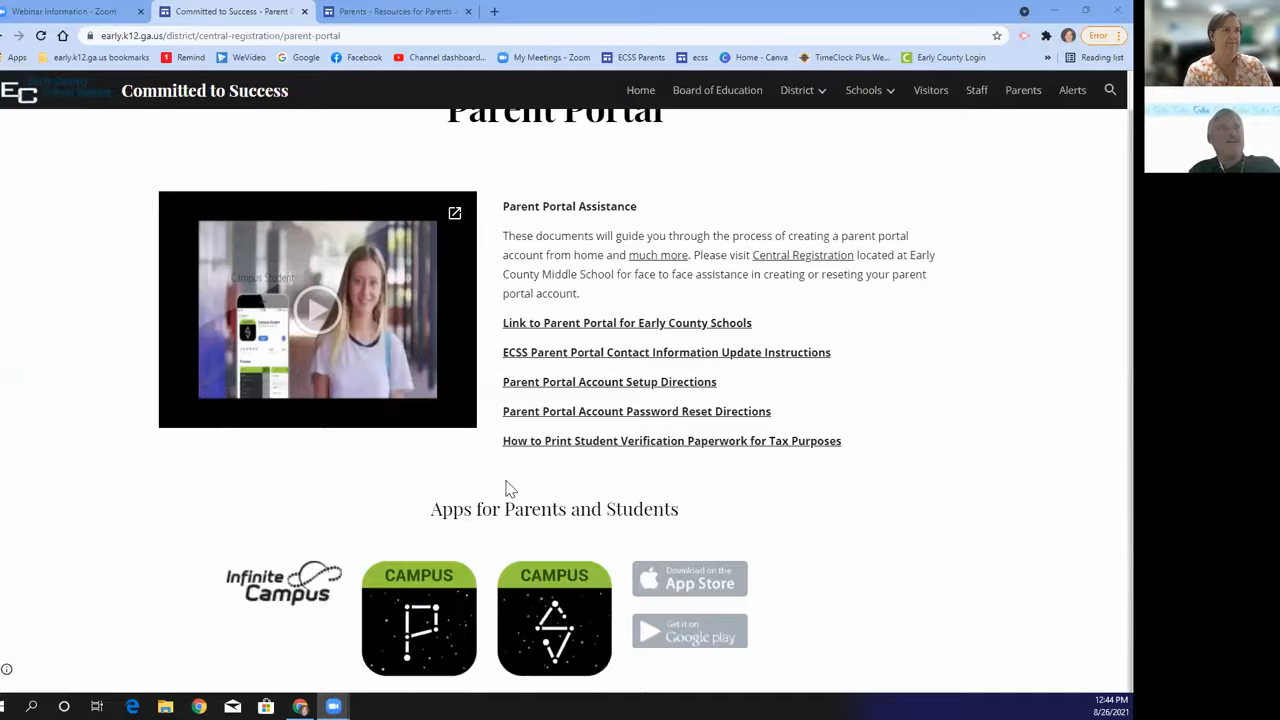 Webinar Information - Zoom
Committed to Success - Parent P
Parents - Resources for Parents -
early.k12.ga.us/district/central-registration/parent-portal
Error
Apps
early.k12.ga.us bookmarks
Remind
WeVideo
Google
Facebook
Channel dashboard...
My Meetings - Zoom
ECSS Parents
ecss
TimeClock Plus We...
Early County Login
»
Reading list
EC
Committed to Success
Home
Board of Education
District
Schools
Visitors
Staff
Parents
Alerts
Parent Portal
Campus Student
Parent Portal Assistance
These documents will guide you through the process of creating a parent portal
account from home and much more. Please visit Central Registration located at Early
County Middle School for face to face assistance in creating or reseting your parent
portal account.
Link to Parent Portal for Early County Schools
ECSS Parent Portal Contact Information Update Instructions
Parent Portal Account Setup Directions
Parent Portal Account Password Reset Directions
How to Print Student Verification Paperwork for Tax Purposes
Apps for Parents and Students
Infinite
Campus
CAMPUS
CAMPUS
Download on the
App Store
Get it on
Google play
12:44 PM
8/26/2021